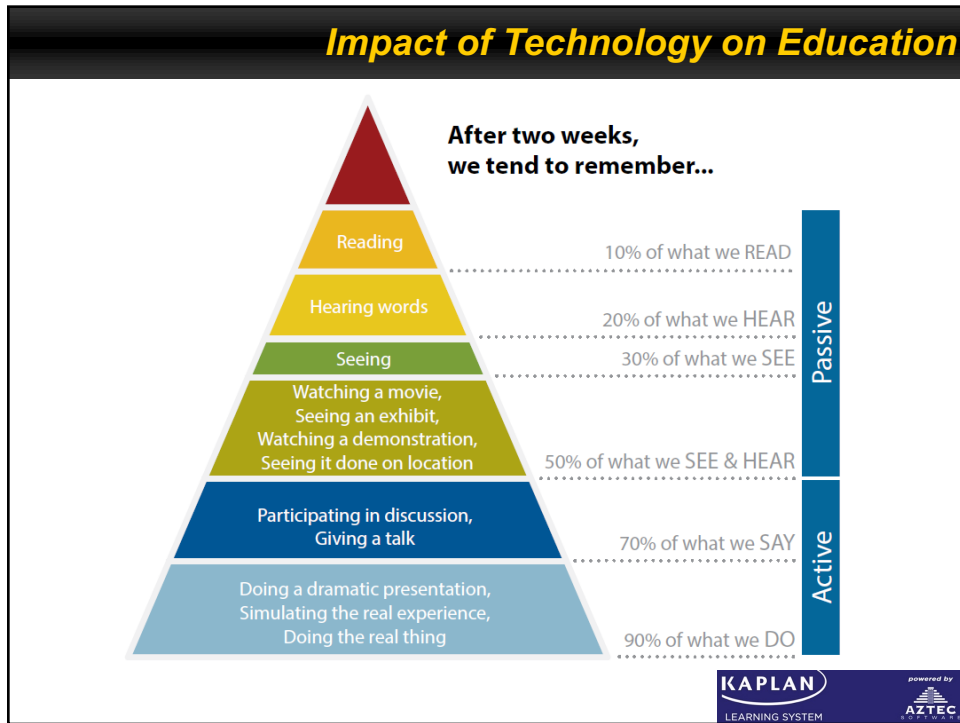 Impact of Technology on Education
After two weeks,
we tend to remember...
Reading
10% of what we READ
Hearing words
20% of what we HEAR
Seeing
30% of what we SEE
Watching a movie,
Seeing an exhibit,
Watching a demonstration,
Seeing it done on location
50% of what we SEE & HEAR
Passive
Participating in discussion,
Giving a talk
70% of what we SAY
Doing a dramatic presentation,
Simulating the real experience,
Doing the real thing
90% of what we DO
Active
KAPLAN
LEARNING SYSTEM
powered by
AZTEC
SOFTWARE